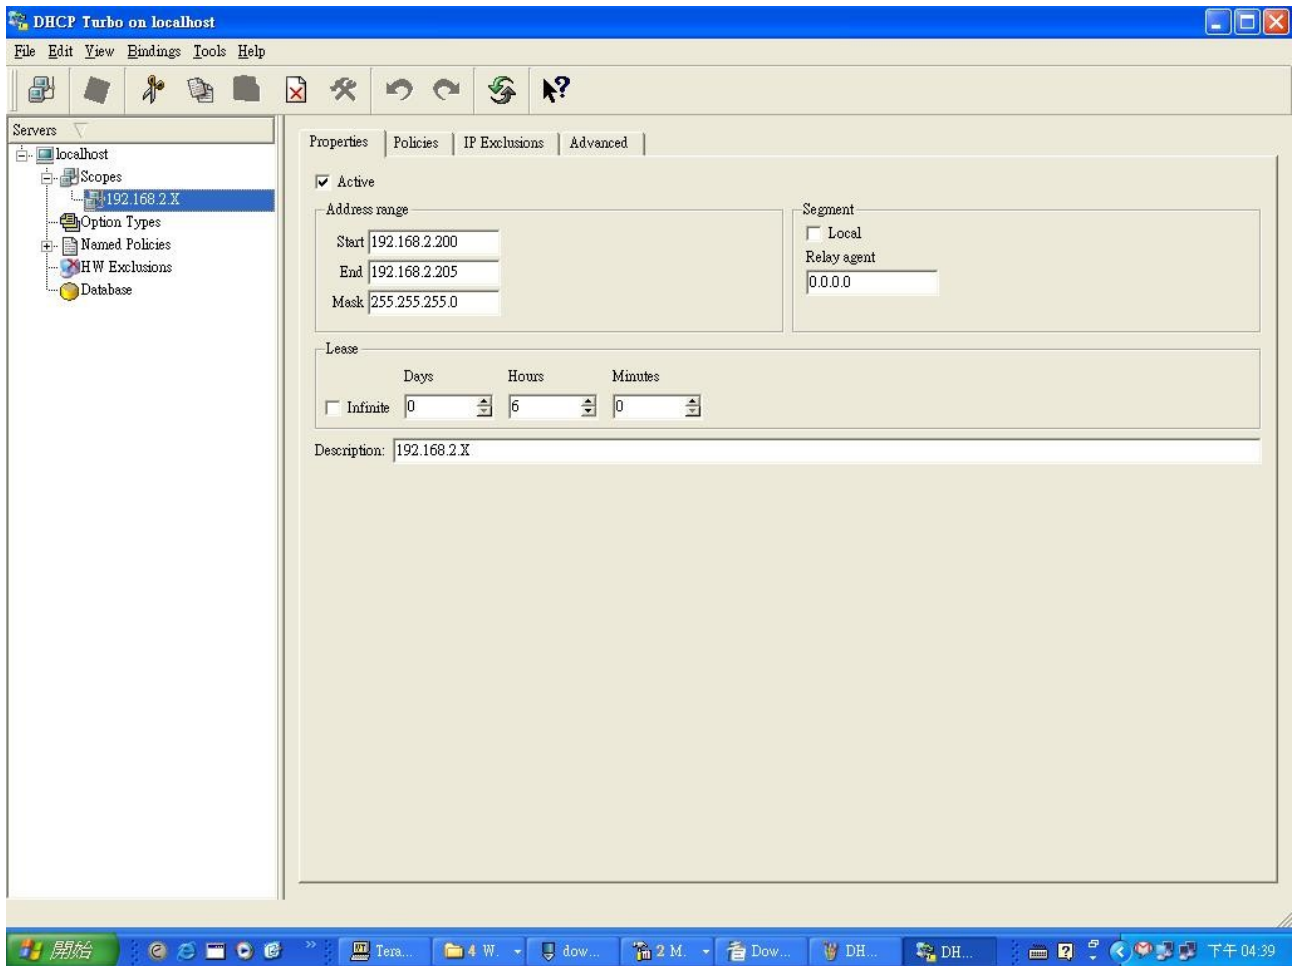 DHCP Turbo on localhost
File Edit View Bindings Tools Help
Servers
localhost
Scopes
192.168.2.X
Option Types
Named Policies
HW Exclusions
Database
Properties Policies IP Exclusions Advanced
Active
Address range
Start 192.168.2.200
End 192.168.2.205
Mask 255.255.255.0
Segment
Local
Relay agent
0.0.0.0
Lease
Days Hours Minutes
Infinite 0 6 0
Description: 192.168.2.X
開始 Tera... 4 W. dow... 2 M. Dow... DH... DH... 下午 04:39